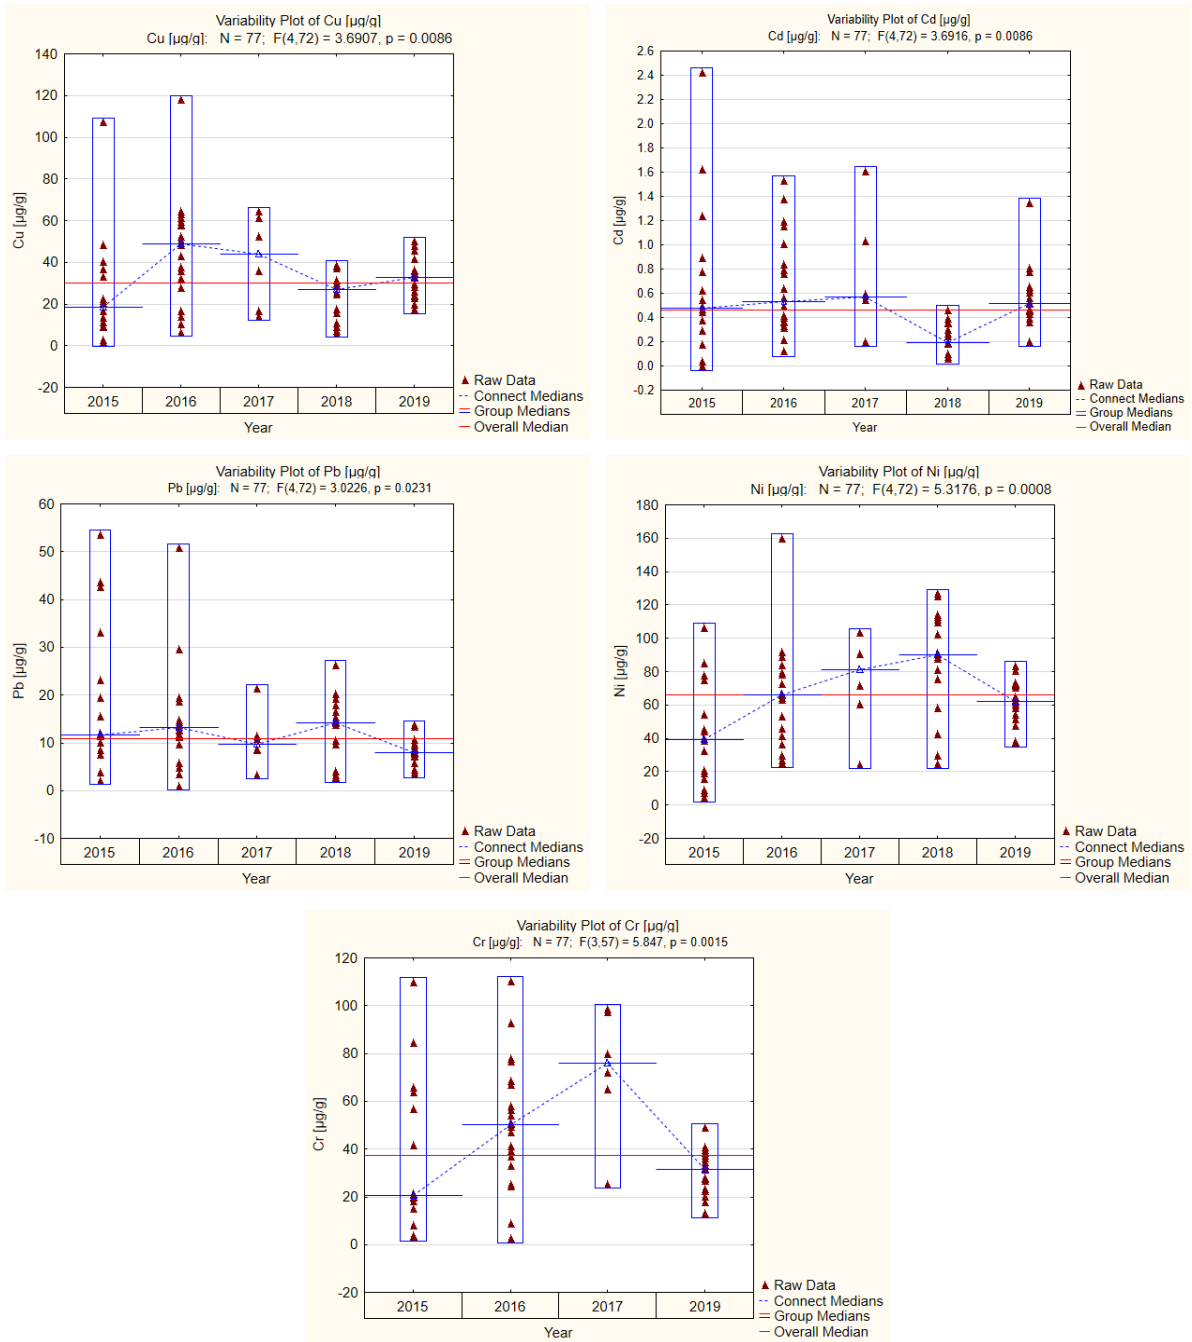 Variability Plot of Cu [µg/g]
Cu [µg/g]: N = 77; F(4,72) = 3.6907, p = 0.0086
140
120
100
80
60
40
20
0
-20
Cu [µg/g]
2015 2016 2017 2018 2019
Year
Raw Data
Connect Medians
Group Medians
Overall Median
Variability Plot of Cd [µg/g]
Cd [µg/g]: N = 77; F(4,72) = 3.6916, p = 0.0086
2.6
2.4
2.2
2.0
1.8
1.6
1.4
1.2
1.0
0.8
0.6
0.4
0.2
0.0
-0.2
Cd [µg/g]
2015 2016 2017 2018 2019
Year
Raw Data
Connect Medians
Group Medians
Overall Median
Variability Plot of Pb [µg/g]
Pb [µg/g]: N = 77; F(4,72) = 3.0226, p = 0.0231
60
50
40
30
20
10
0
-10
Pb [µg/g]
2015 2016 2017 2018 2019
Year
Raw Data
Connect Medians
Group Medians
Overall Median
Variability Plot of Ni [µg/g]
Ni [µg/g]: N = 77; F(4,72) = 5.3176, p = 0.0008
180
160
140
120
100
80
60
40
20
0
-20
Ni [µg/g]
2015 2016 2017 2018 2019
Year
Raw Data
Connect Medians
Group Medians
Overall Median
Variability Plot of Cr [µg/g]
Cr [µg/g]: N = 77; F(3,57) = 5.847, p = 0.0015
120
100
80
60
40
20
0
-20
Cr [µg/g]
2015 2016 2017 2019
Year
Raw Data
Connect Medians
Group Medians
Overall Median